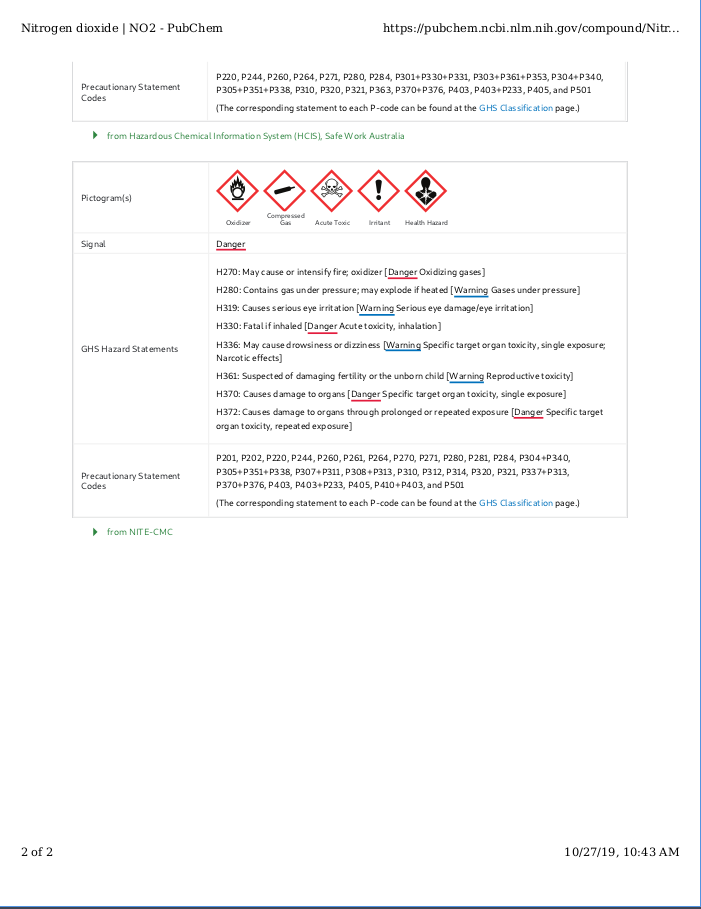 Nitrogen dioxide | NO2 - PubChem
https://pubchem.ncbi.nlm.nih.gov/compound/Nitr...
Precautionary Statement
Codes
P220, P244, P260, P264, P271, P280, P284, P301+P330+P331, P303+P361+P353, P304+P340,
P305+P351+P338, P310, P320, P321, P363, P370+P376, P403, P403+P233, P405, and P501
(The corresponding statement to each P-code can be found at the GHS Classification page.)
from Hazardous Chemical Information System (HCIS), Safe Work Australia
Pictogram(s)
Oxidizer
Compressed
Gas
Acute Toxic
Irritant
Health Hazard
Signal
Danger
GHS Hazard Statements
H270: May cause or intensify fire; oxidizer [Danger Oxidizing gases]
H280: Contains gas under pressure; may explode if heated [Warning Gases under pressure]
H319: Causes serious eye irritation [Warning Serious eye damage/eye irritation]
H330: Fatal if inhaled [Danger Acute toxicity, inhalation]
H336: May cause drowsiness or dizziness [Warning Specific target organ toxicity, single exposure;
Narcotic effects]
H361: Suspected of damaging fertility or the unborn child [Warning Reproductive toxicity]
H370: Causes damage to organs [Danger Specific target organ toxicity, single exposure]
H372: Causes damage to organs through prolonged or repeated exposure [Danger Specific target
organ toxicity, repeated exposure]
Precautionary Statement
Codes
P201, P202, P220, P244, P260, P261, P264, P270, P271, P280, P281, P284, P304+P340,
P305+P351+P338, P307+P311, P308+P313, P310, P312, P314, P320, P321, P337+P313,
P370+P376, P403, P403+P233, P405, P410+P403, and P501
(The corresponding statement to each P-code can be found at the GHS Classification page.)
from NITE-CMC
2 of 2
10/27/19, 10:43 AM